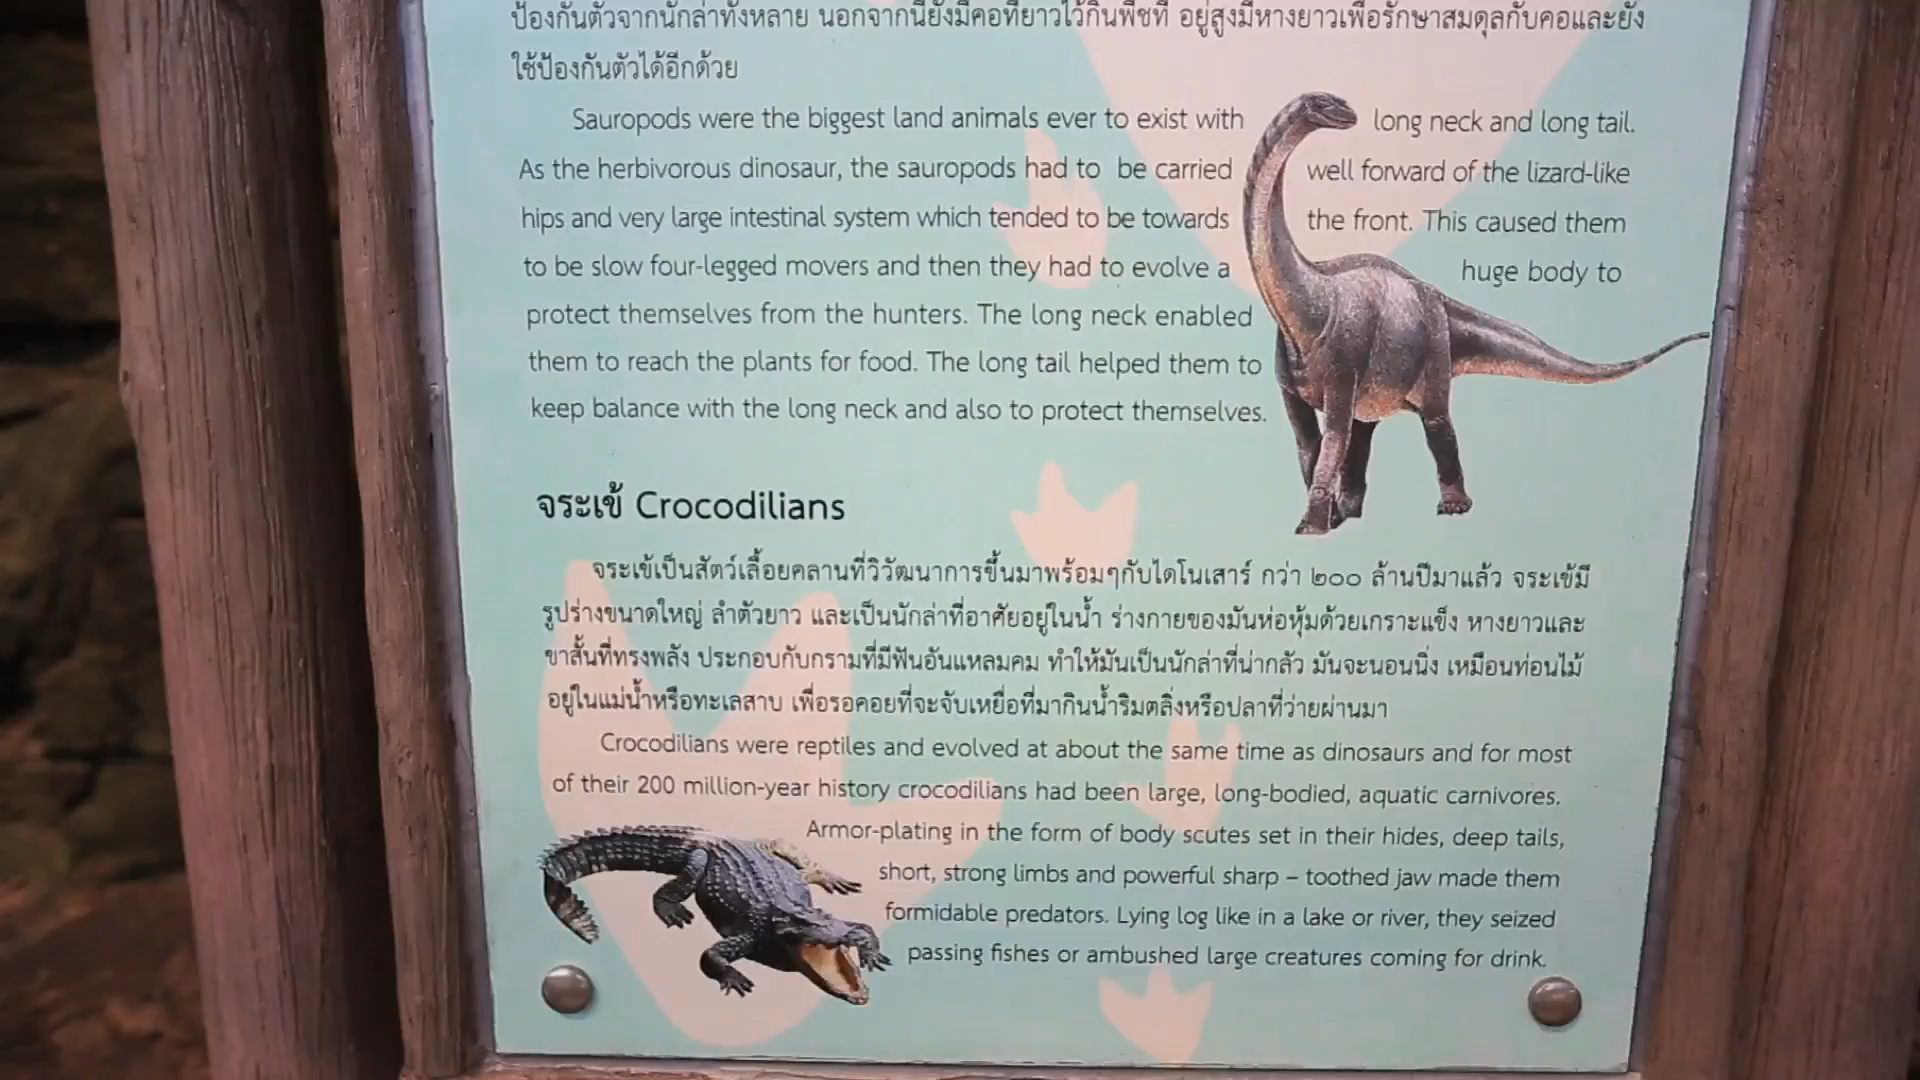 ป้องกันตัวจากนักล่าทั้งหลาย นอกจากนี้ยังมีคอที่ยาวไว้กินพืชที่ อยู่สูงมีหางยาวเพื่อรักษาสมดุลกับคอและยัง
ใช้ป้องกันตัวได้อีกด้วย
Sauropods were the biggest land animals ever to exist with long neck and long tail.
As the herbivorous dinosaur, the sauropods had to be carried well forward of the lizard-like
hips and very large intestinal system which tended to be towards the front. This caused them
to be slow four-legged movers and then they had to evolve a huge body to
protect themselves from the hunters. The long neck enabled
them to reach the plants for food. The long tail helped them to
keep balance with the long neck and also to protect themselves.
จระเข้ Crocodilians
จระเข้เป็นสัตว์เลื้อยคลานที่วิวัฒนาการขึ้นมาพร้อมๆกับไดโนเสาร์ กว่า ๒๐๐ ล้านปีมาแล้ว จระเข้มี
รูปร่างขนาดใหญ่ ลำตัวยาว และเป็นนักล่าที่อาศัยอยู่ในน้ำ ร่างกายของมันห่อหุ้มด้วยเกราะแข็ง หางยาวและ
ขาสั้นที่ทรงพลัง ประกอบกับกรามที่มีฟันอันแหลมคม ทำให้มันเป็นนักล่าที่น่ากลัว มันจะนอนนิ่ง เหมือนท่อนไม้
อยู่ในแม่น้ำหรือทะเลสาบ เพื่อรอคอยที่จะจับเหยื่อที่มากินน้ำริมตลิ่งหรือปลาที่ว่ายผ่านมา
Crocodilians were reptiles and evolved at about the same time as dinosaurs and for most
of their 200 million-year history crocodilians had been large, long-bodied, aquatic carnivores.
Armor-plating in the form of body scutes set in their hides, deep tails,
short, strong limbs and powerful sharp – toothed jaw made them
formidable predators. Lying log like in a lake or river, they seized
passing fishes or ambushed large creatures coming for drink.